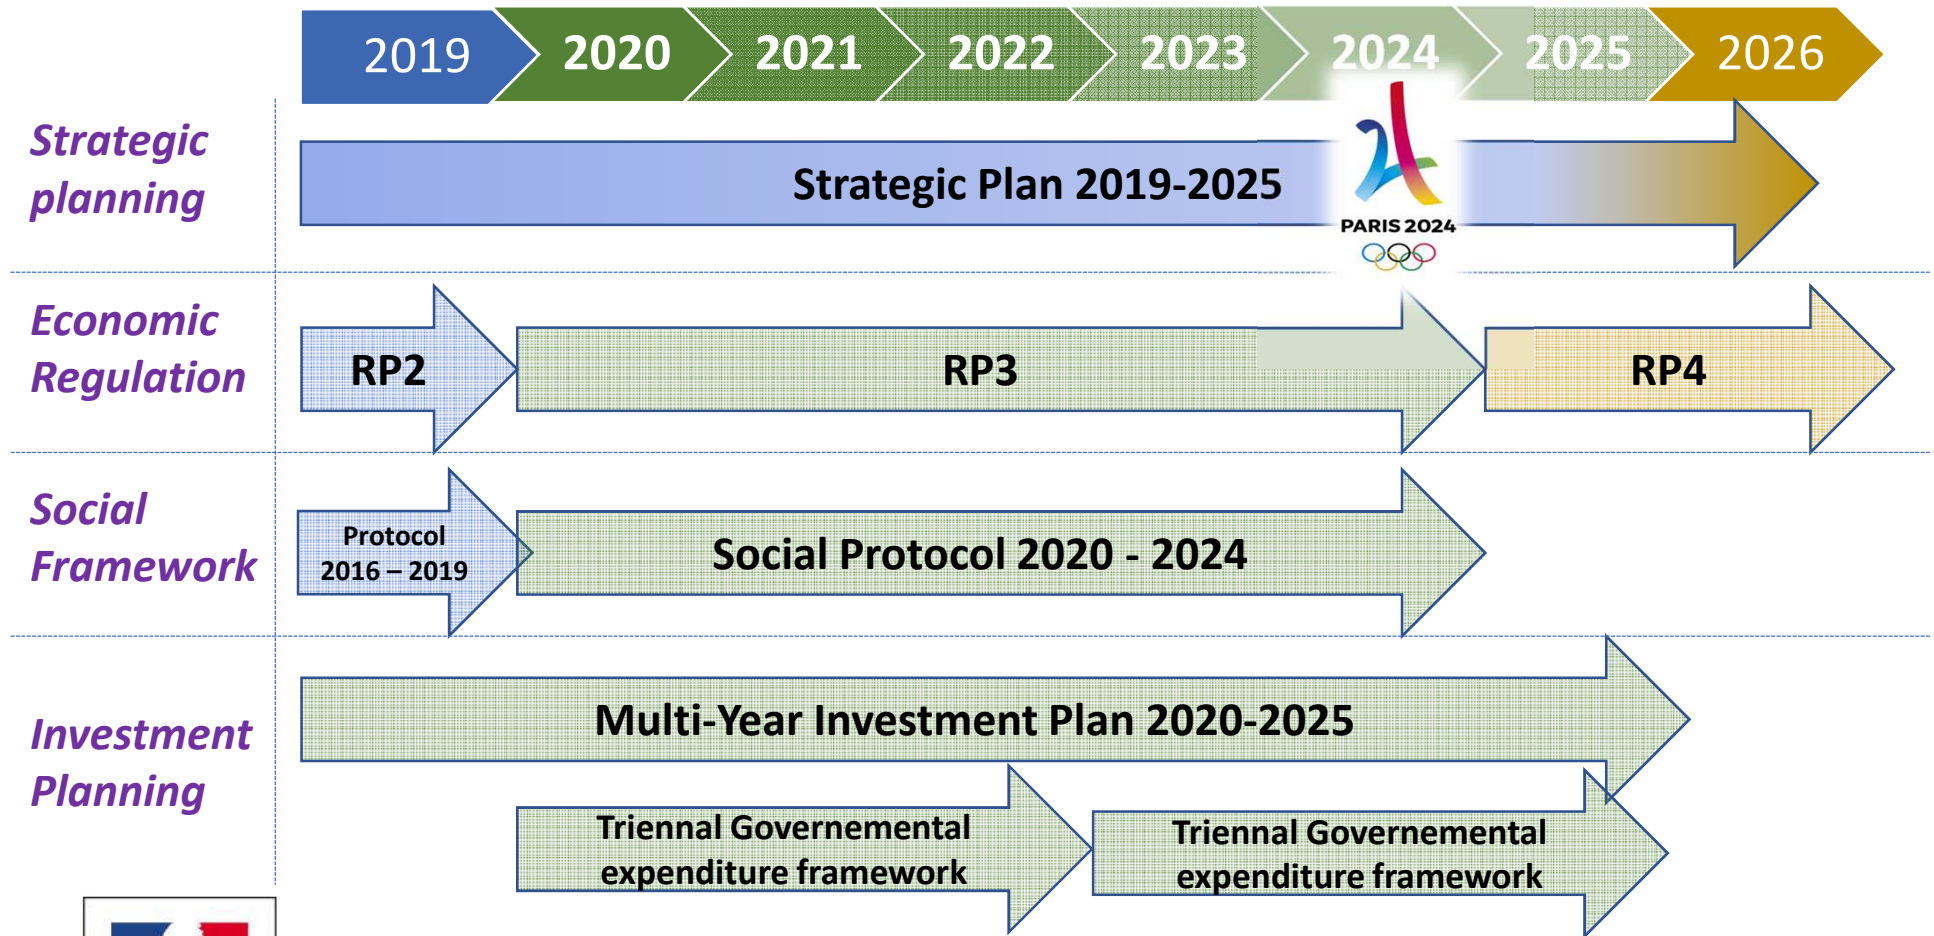 2019 2020 2021 2022 2023 2024 2025 2026
Strategic
planning
Strategic Plan 2019-2025
PARIS 2024
Economic
Regulation
RP2
RP3
RP4
Social
Framework
Protocol
2016 – 2019
Social Protocol 2020 - 2024
Investment
Planning
Multi-Year Investment Plan 2020-2025
Triennal Governemental
expenditure framework
Triennal Governemental
expenditure framework